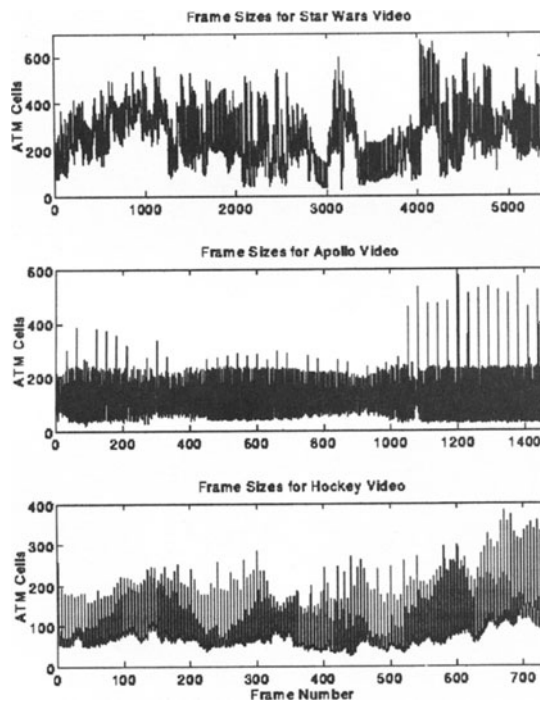 Frame Sizes for Star Wars Video
ATM Cells
600
400
200
0
0 1000 2000 3000 4000 5000
Frame Sizes for Apollo Video
ATM Cells
600
400
200
0
0 200 400 600 800 1000 1200 1400
Frame Sizes for Hockey Video
ATM Cells
400
300
200
100
0
0 100 200 300 400 500 600 700
Frame Number